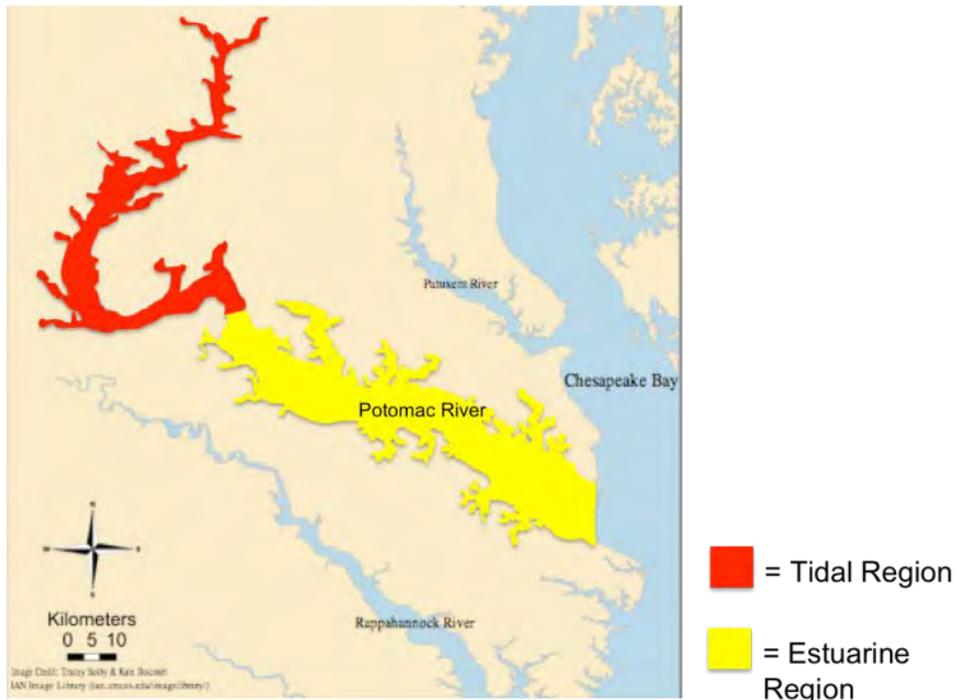 Patuxent River
Chesapeake Bay
Potomac River
N
W
E
S
Kilometers
0 5 10
Rappahannock River
= Tidal Region
= Estuarine
Region
Image Credit: Tracey Saxby & Kate Boicourt
IAN Image Library (ian.umces.edu/imagelibrary/)